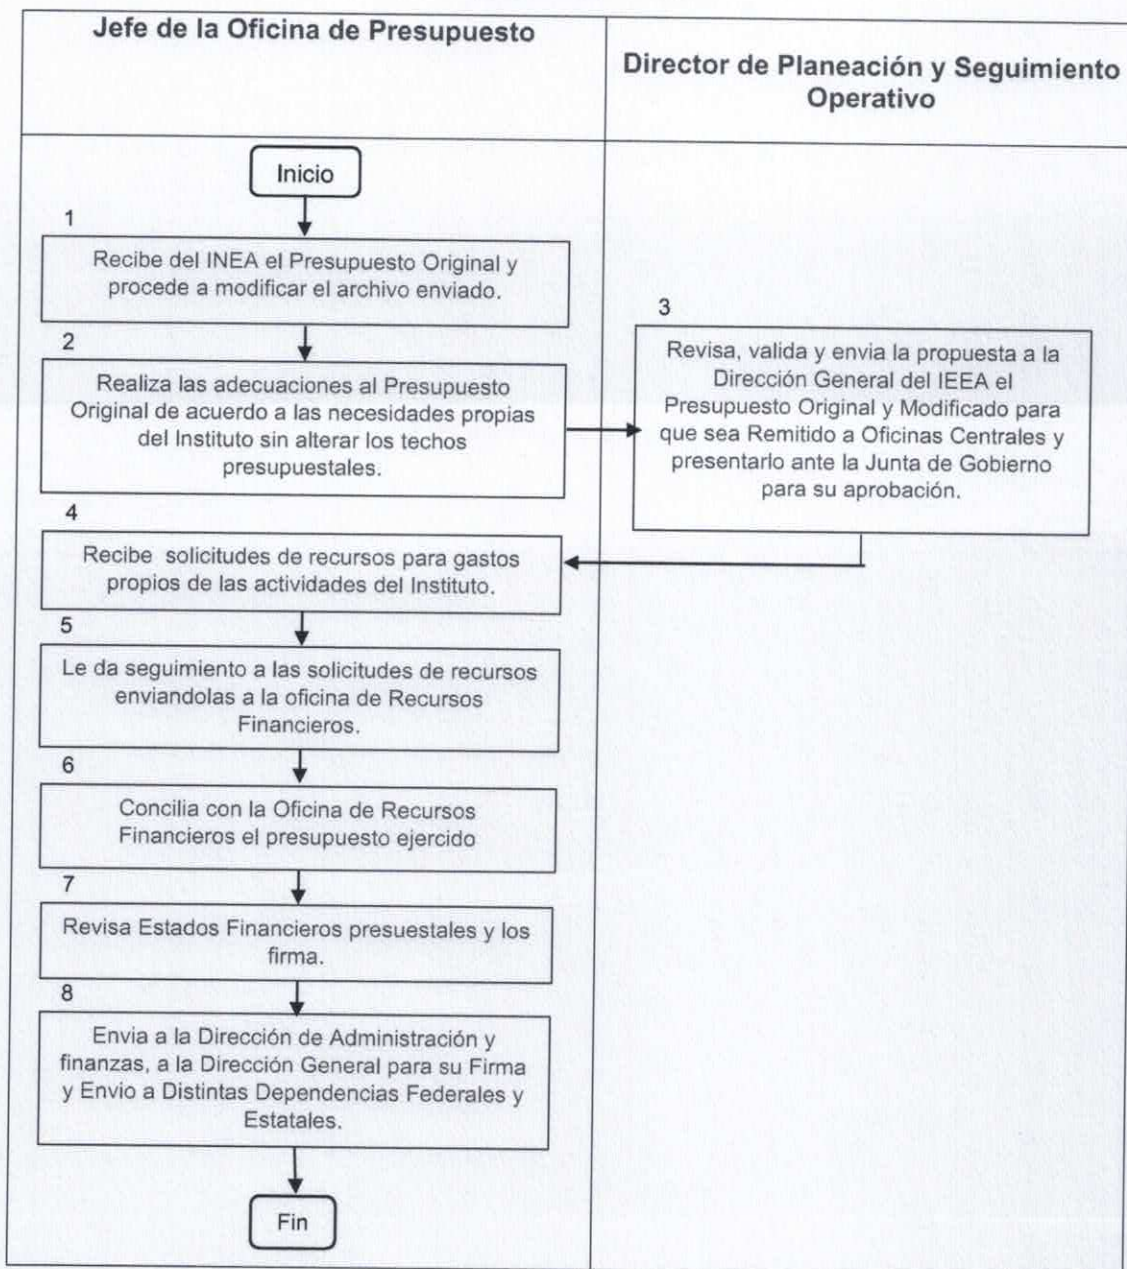 Jefe de la Oficina de Presupuesto
Director de Planeación y Seguimiento
Operativo
Inicio
1
Recibe del INEA el Presupuesto Original y
procede a modificar el archivo enviado.
2
Realiza las adecuaciones al Presupuesto
Original de acuerdo a las necesidades propias
del Instituto sin alterar los techos
presupuestales.
3
Revisa, valida y envia la propuesta a la
Dirección General del IEEA el
Presupuesto Original y Modificado para
que sea Remitido a Oficinas Centrales y
presentarlo ante la Junta de Gobierno
para su aprobación.
4
Recibe solicitudes de recursos para gastos
propios de las actividades del Instituto.
5
Le da seguimiento a las solicitudes de recursos
enviandolas a la oficina de Recursos
Financieros.
6
Concilia con la Oficina de Recursos
Financieros el presupuesto ejercido
7
Revisa Estados Financieros presuestales y los
firma.
8
Envia a la Dirección de Administración y
finanzas, a la Dirección General para su Firma
y Envio a Distintas Dependencias Federales y
Estatales.
Fin